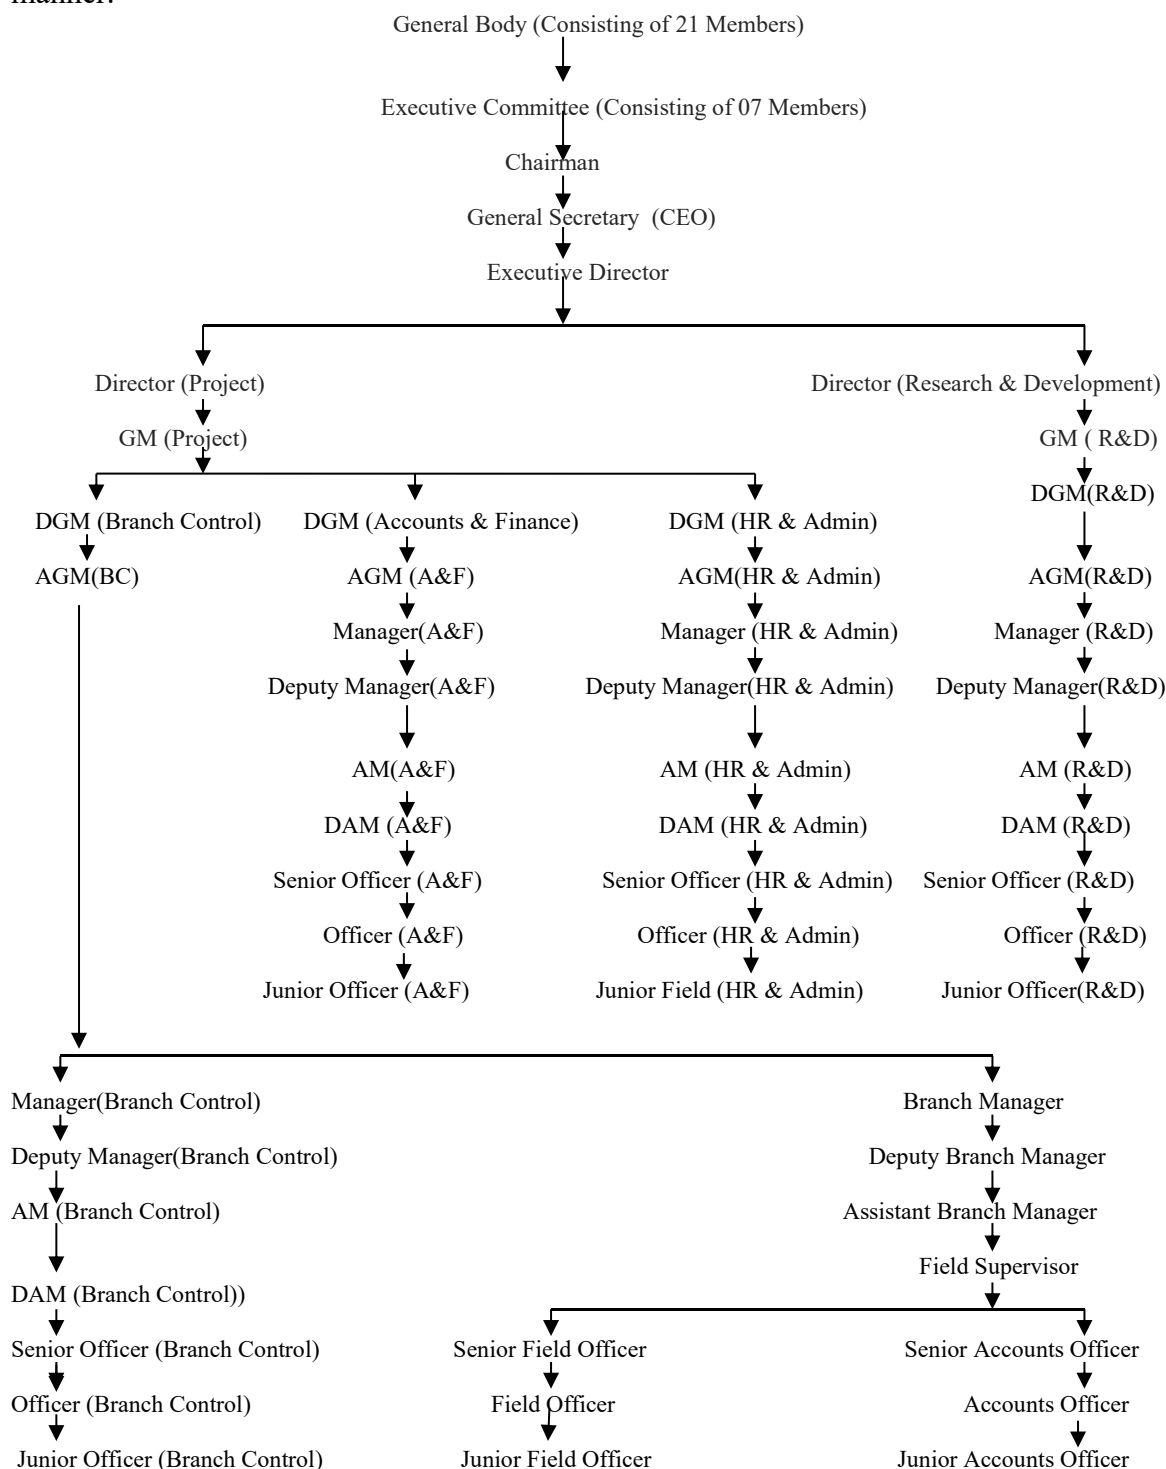 manner.
General Body (Consisting of 21 Members)
Executive Committee (Consisting of 07 Members)
Chairman
General Secretary (CEO)
Executive Director
Director (Project) Director (Research & Development)
GM (Project) GM ( R&D)
DGM(R&D)
DGM (Branch Control) DGM (Accounts & Finance) DGM (HR & Admin)
AGM(BC) AGM (A&F) AGM(HR & Admin) AGM(R&D)
Manager(A&F) Manager (HR & Admin) Manager (R&D)
Deputy Manager(A&F) Deputy Manager(HR & Admin) Deputy Manager(R&D)
AM(A&F) AM (HR & Admin) AM (R&D)
DAM (A&F) DAM (HR & Admin) DAM (R&D)
Senior Officer (A&F) Senior Officer (HR & Admin) Senior Officer (R&D)
Officer (A&F) Officer (HR & Admin) Officer (R&D)
Junior Officer (A&F) Junior Field (HR & Admin) Junior Officer(R&D)
Manager(Branch Control) Branch Manager
Deputy Manager(Branch Control) Deputy Branch Manager
AM (Branch Control) Assistant Branch Manager
Field Supervisor
DAM (Branch Control))
Senior Officer (Branch Control) Senior Field Officer Senior Accounts Officer
Officer (Branch Control) Field Officer Accounts Officer
Junior Officer (Branch Control) Junior Field Officer Junior Accounts Officer